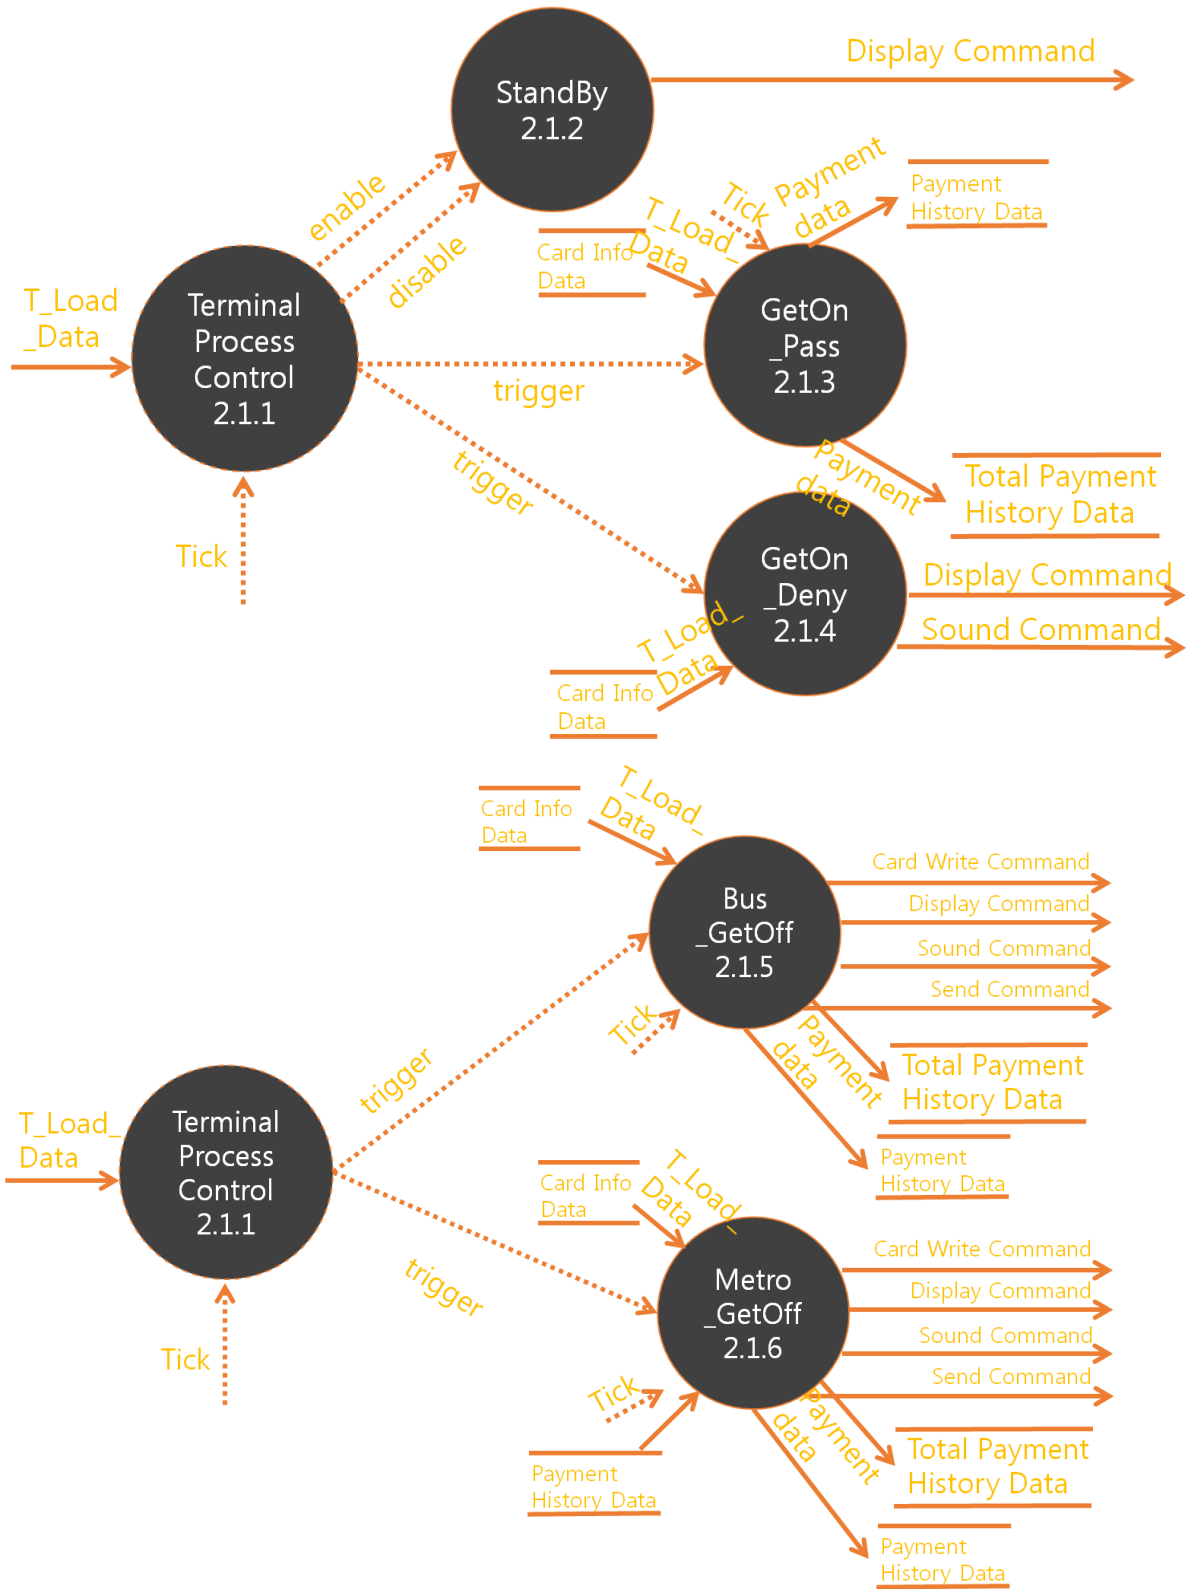 Display Command
StandBy
2.1.2
enable
disable
Tick
Payment
data
Payment
History Data
T_Load_
Data
Card Info
Data
T_Load
_Data
Terminal
Process
Control
2.1.1
GetOn
_Pass
2.1.3
trigger
trigger
Payment
data
Total Payment
History Data
Tick
GetOn
_Deny
2.1.4
Display Command
Sound Command
T_Load_
Data
Card Info
Data
T_Load_
Data
Card Info
Data
Bus
_GetOff
2.1.5
Card Write Command
Display Command
Sound Command
Send Command
Tick
Payment
data
Total Payment
History Data
trigger
T_Load_
Data
Terminal
Process
Control
2.1.1
Payment
History Data
T_Load_
Data
Card Info
Data
trigger
Metro
_GetOff
2.1.6
Card Write Command
Display Command
Sound Command
Send Command
Tick
Tick
Payment
data
Total Payment
History Data
Payment
History Data
Payment
History Data